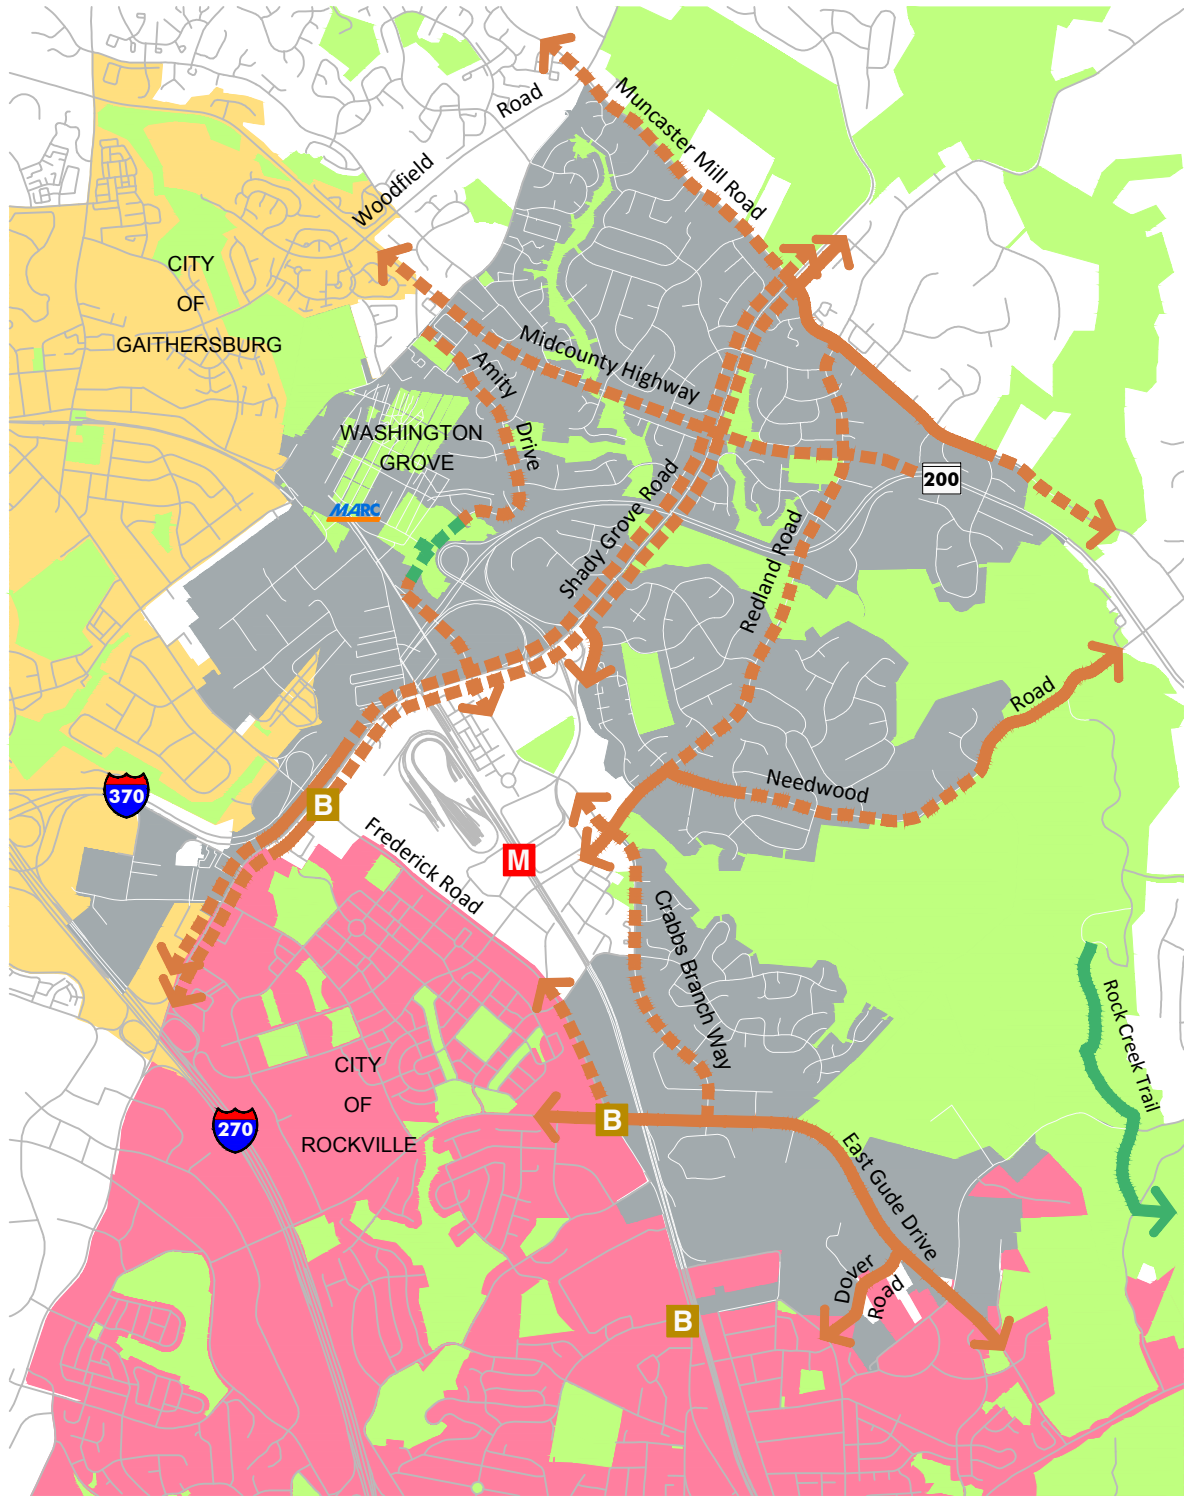 Muncaster Mill Road
Road
Woodfield
CITY
OF
GAITHERSBURG
Midcounty Highway
Amity
Drive
WASHINGTON
GROVE
MARC
200
Shady Grove Road
Redland Road
Road
Needwood
370
B
Frederick Road
M
Crabbs Branch Way
Rock Creek Trail
CITY
OF
ROCKVILLE
270
B
East Gude Drive
Dover
Road
B